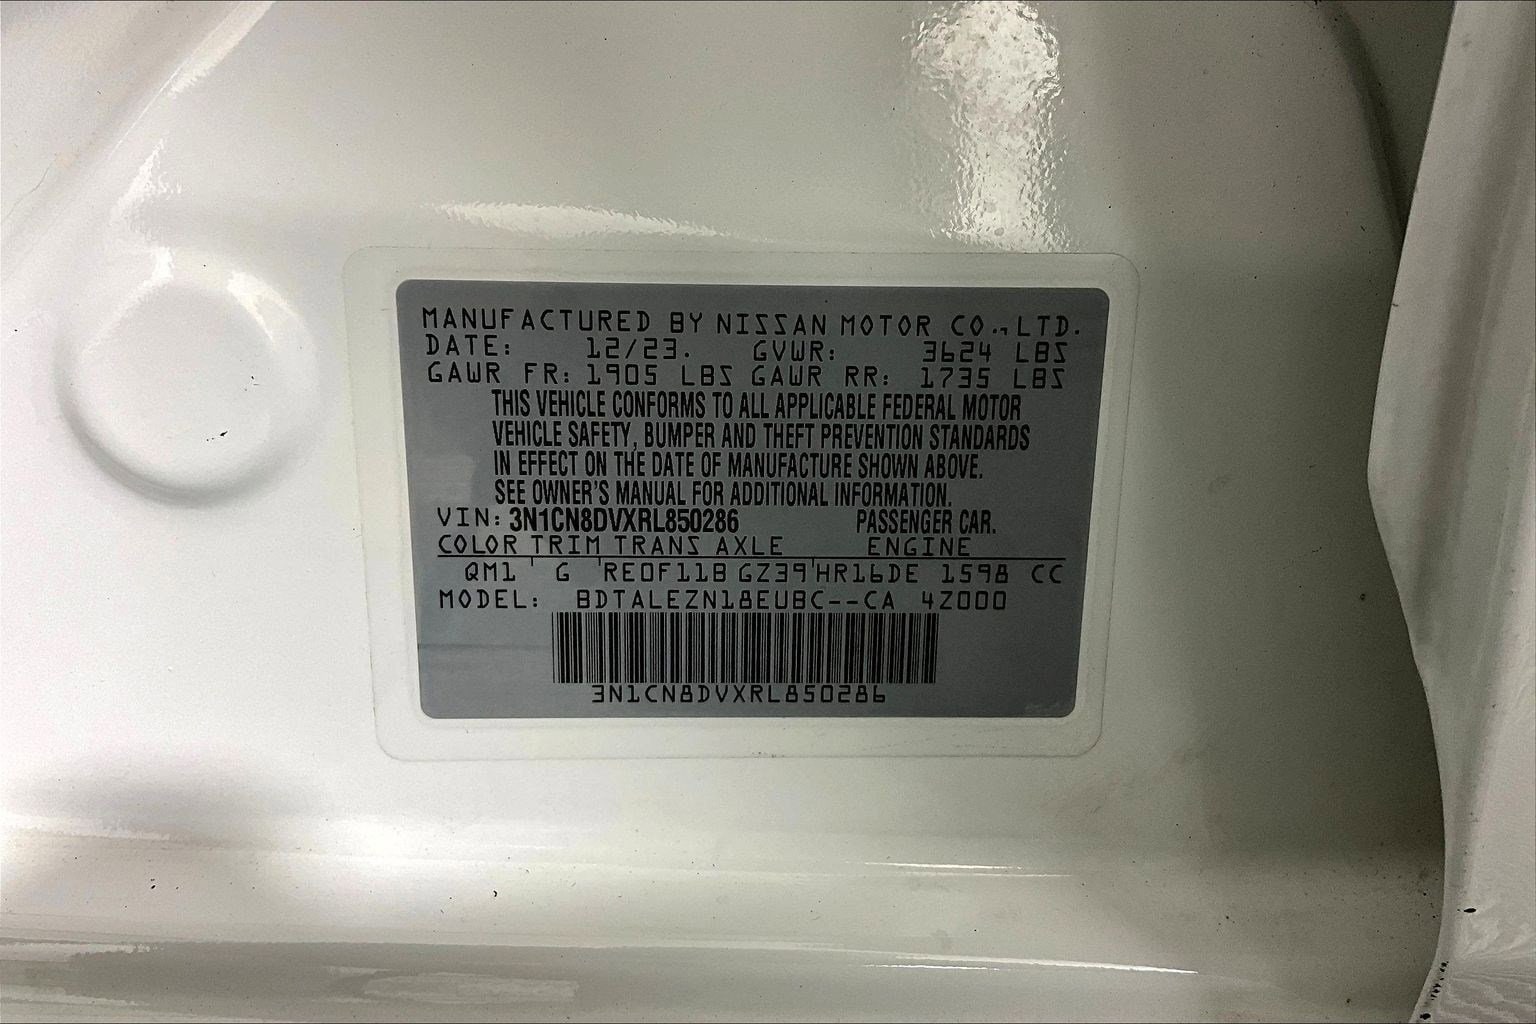 MANUFACTURED BY NISSAN MOTOR CO., LTD.
DATE: 12/23. GVWR: 3624 LBS
GAWR FR: 1905 LBS GAWR RR: 1735 LBS
THIS VEHICLE CONFORMS TO ALL APPLICABLE FEDERAL MOTOR
VEHICLE SAFETY, BUMPER AND THEFT PREVENTION STANDARDS
IN EFFECT ON THE DATE OF MANUFACTURE SHOWN ABOVE.
SEE OWNER'S MANUAL FOR ADDITIONAL INFORMATION.
VIN: 3N1CN8DVXRL850286 PASSENGER CAR.
COLOR TRIM TRANS AXLE ENGINE
QM1 ' G 'RE0F11B GZ39'HR16DE 1598 CC
MODEL: BDTALEZN18EUBC--CA 4Z000
3N1CN8DVXRL850286